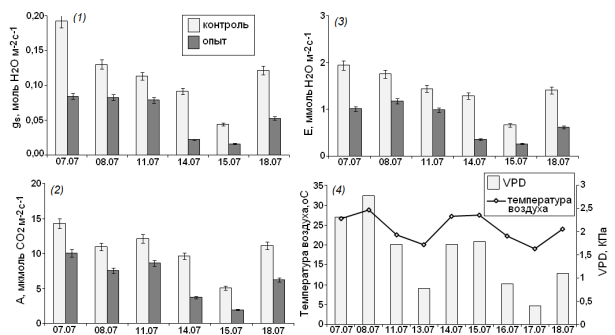 (1)
контроль
опыт
gs, моль H2O м-2с-1
0,20
0,15
0,10
0,05
0,00
07.07 08.07 11.07 14.07 15.07 18.07
(3)
E, ммоль H2O м-2с-1
3
2
1
0
07.07 08.07 11.07 14.07 15.07 18.07
(2)
A, мкмоль CO2 м-2с-1
20
15
10
5
0
07.07 08.07 11.07 14.07 15.07 18.07
(4)
VPD
температура
воздуха
Температура воздуха,оС
35
30
25
20
15
10
5
0
3
2,5
2
1,5
1
0,5
0
VPD, КПа
07.07 08.07 11.07 13.07 14.07 15.07 16.07 17.07 18.07